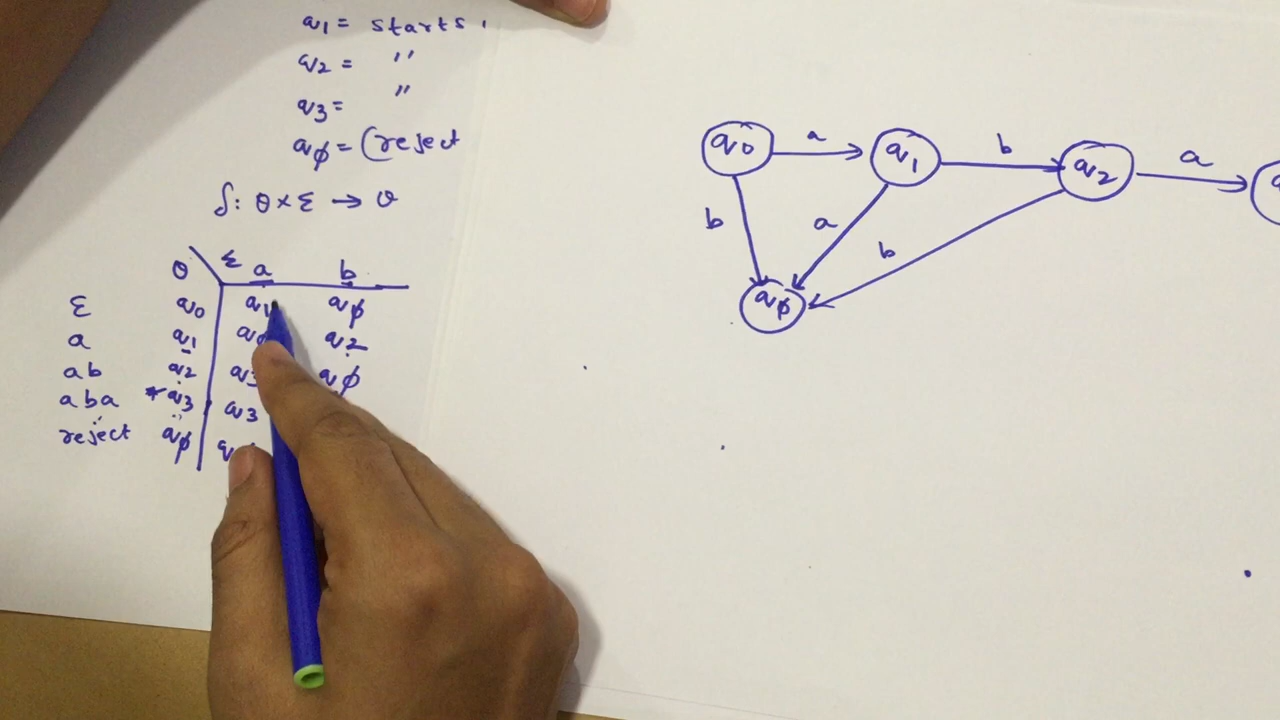 q1 = starts
q2 = "
q3 = "
qϕ = (reject
δ: Q × Σ → Q
Q Σ a b
Σ q0 q1 qϕ
a q1 q2
ab q2 q3 qϕ
aba *q3 q3
reject qϕ
q0 a q1 b q2 a
b a b
qϕ